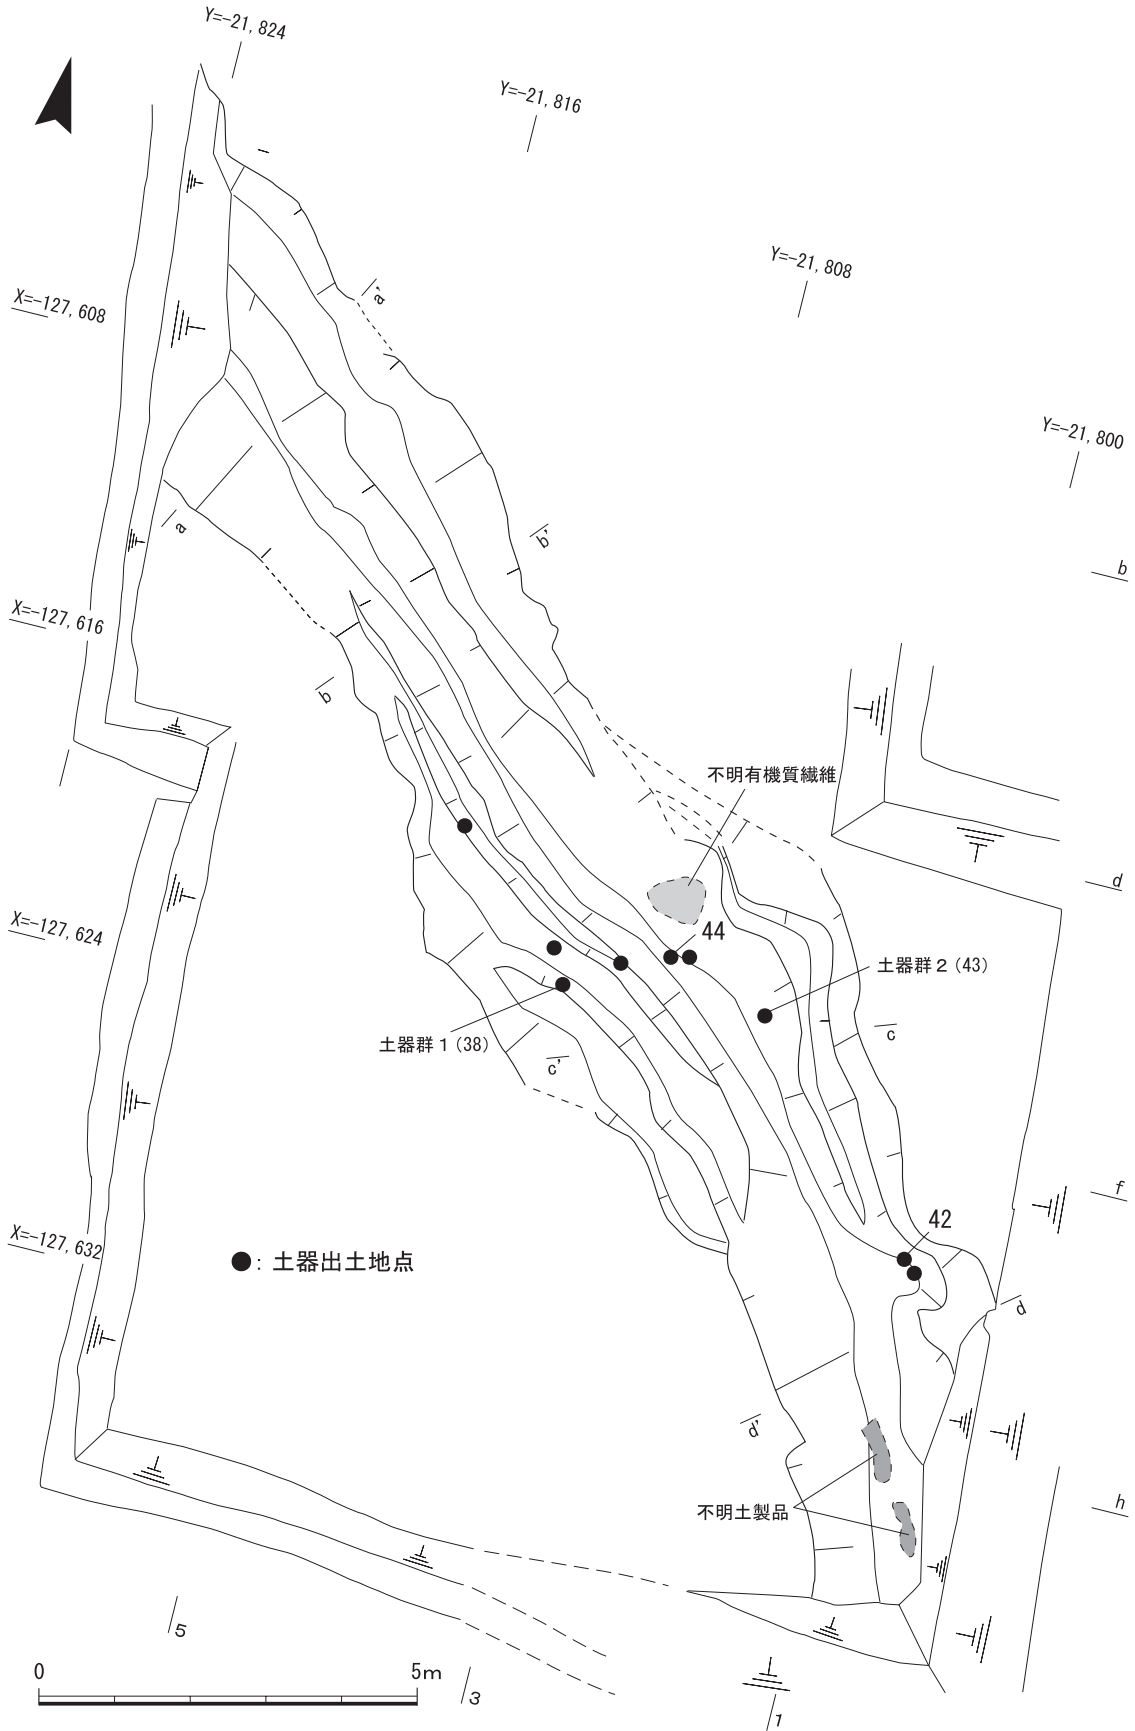 Y=-21,824
Y=-21,816
Y=-21,808
Y=-21,800
X=-127,608
a'
a
b'
b
X=-127,616
b
不明有機質繊維
d
X=-127,624
44
土器群2(43)
土器群1(38)
c'
c
f
42
X=-127,632
●:土器出土地点
d
d'
不明土製品
h
5
3
1
0
5m